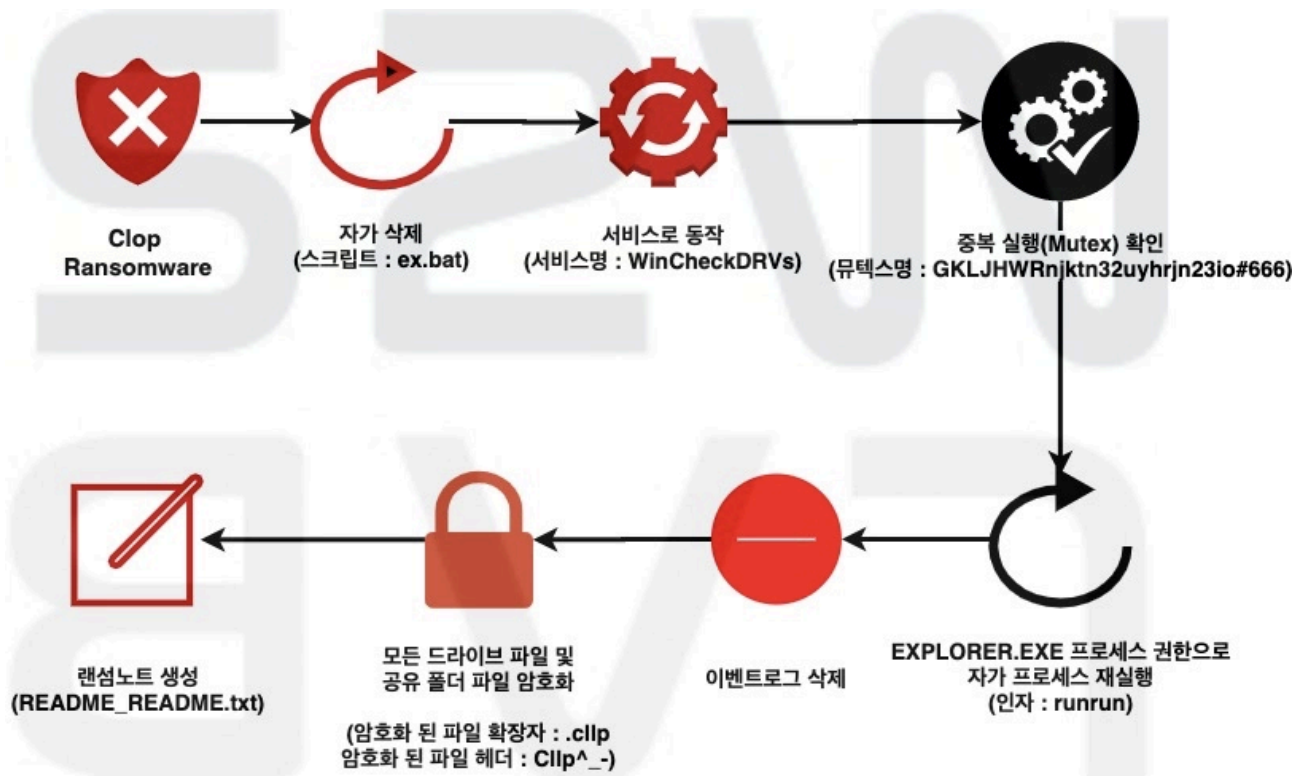 Clop
Ransomware
자가 삭제
(스크립트 : ex.bat)
서비스로 동작
(서비스명 : WinCheckDRVs)
중복 실행(Mutex) 확인
(뮤텍스명 : GKLJHWRnjktn32uyhrjn23io#666)
랜섬노트 생성
(README_README.txt)
모든 드라이브 파일 및
공유 폴더 파일 암호화
(암호화 된 파일 확장자 : .cllp
암호화 된 파일 헤더 : Cllp^_-)
이벤트로그 삭제
EXPLORER.EXE 프로세스 권한으로
자가 프로세스 재실행
(인자 : runrun)
S2W